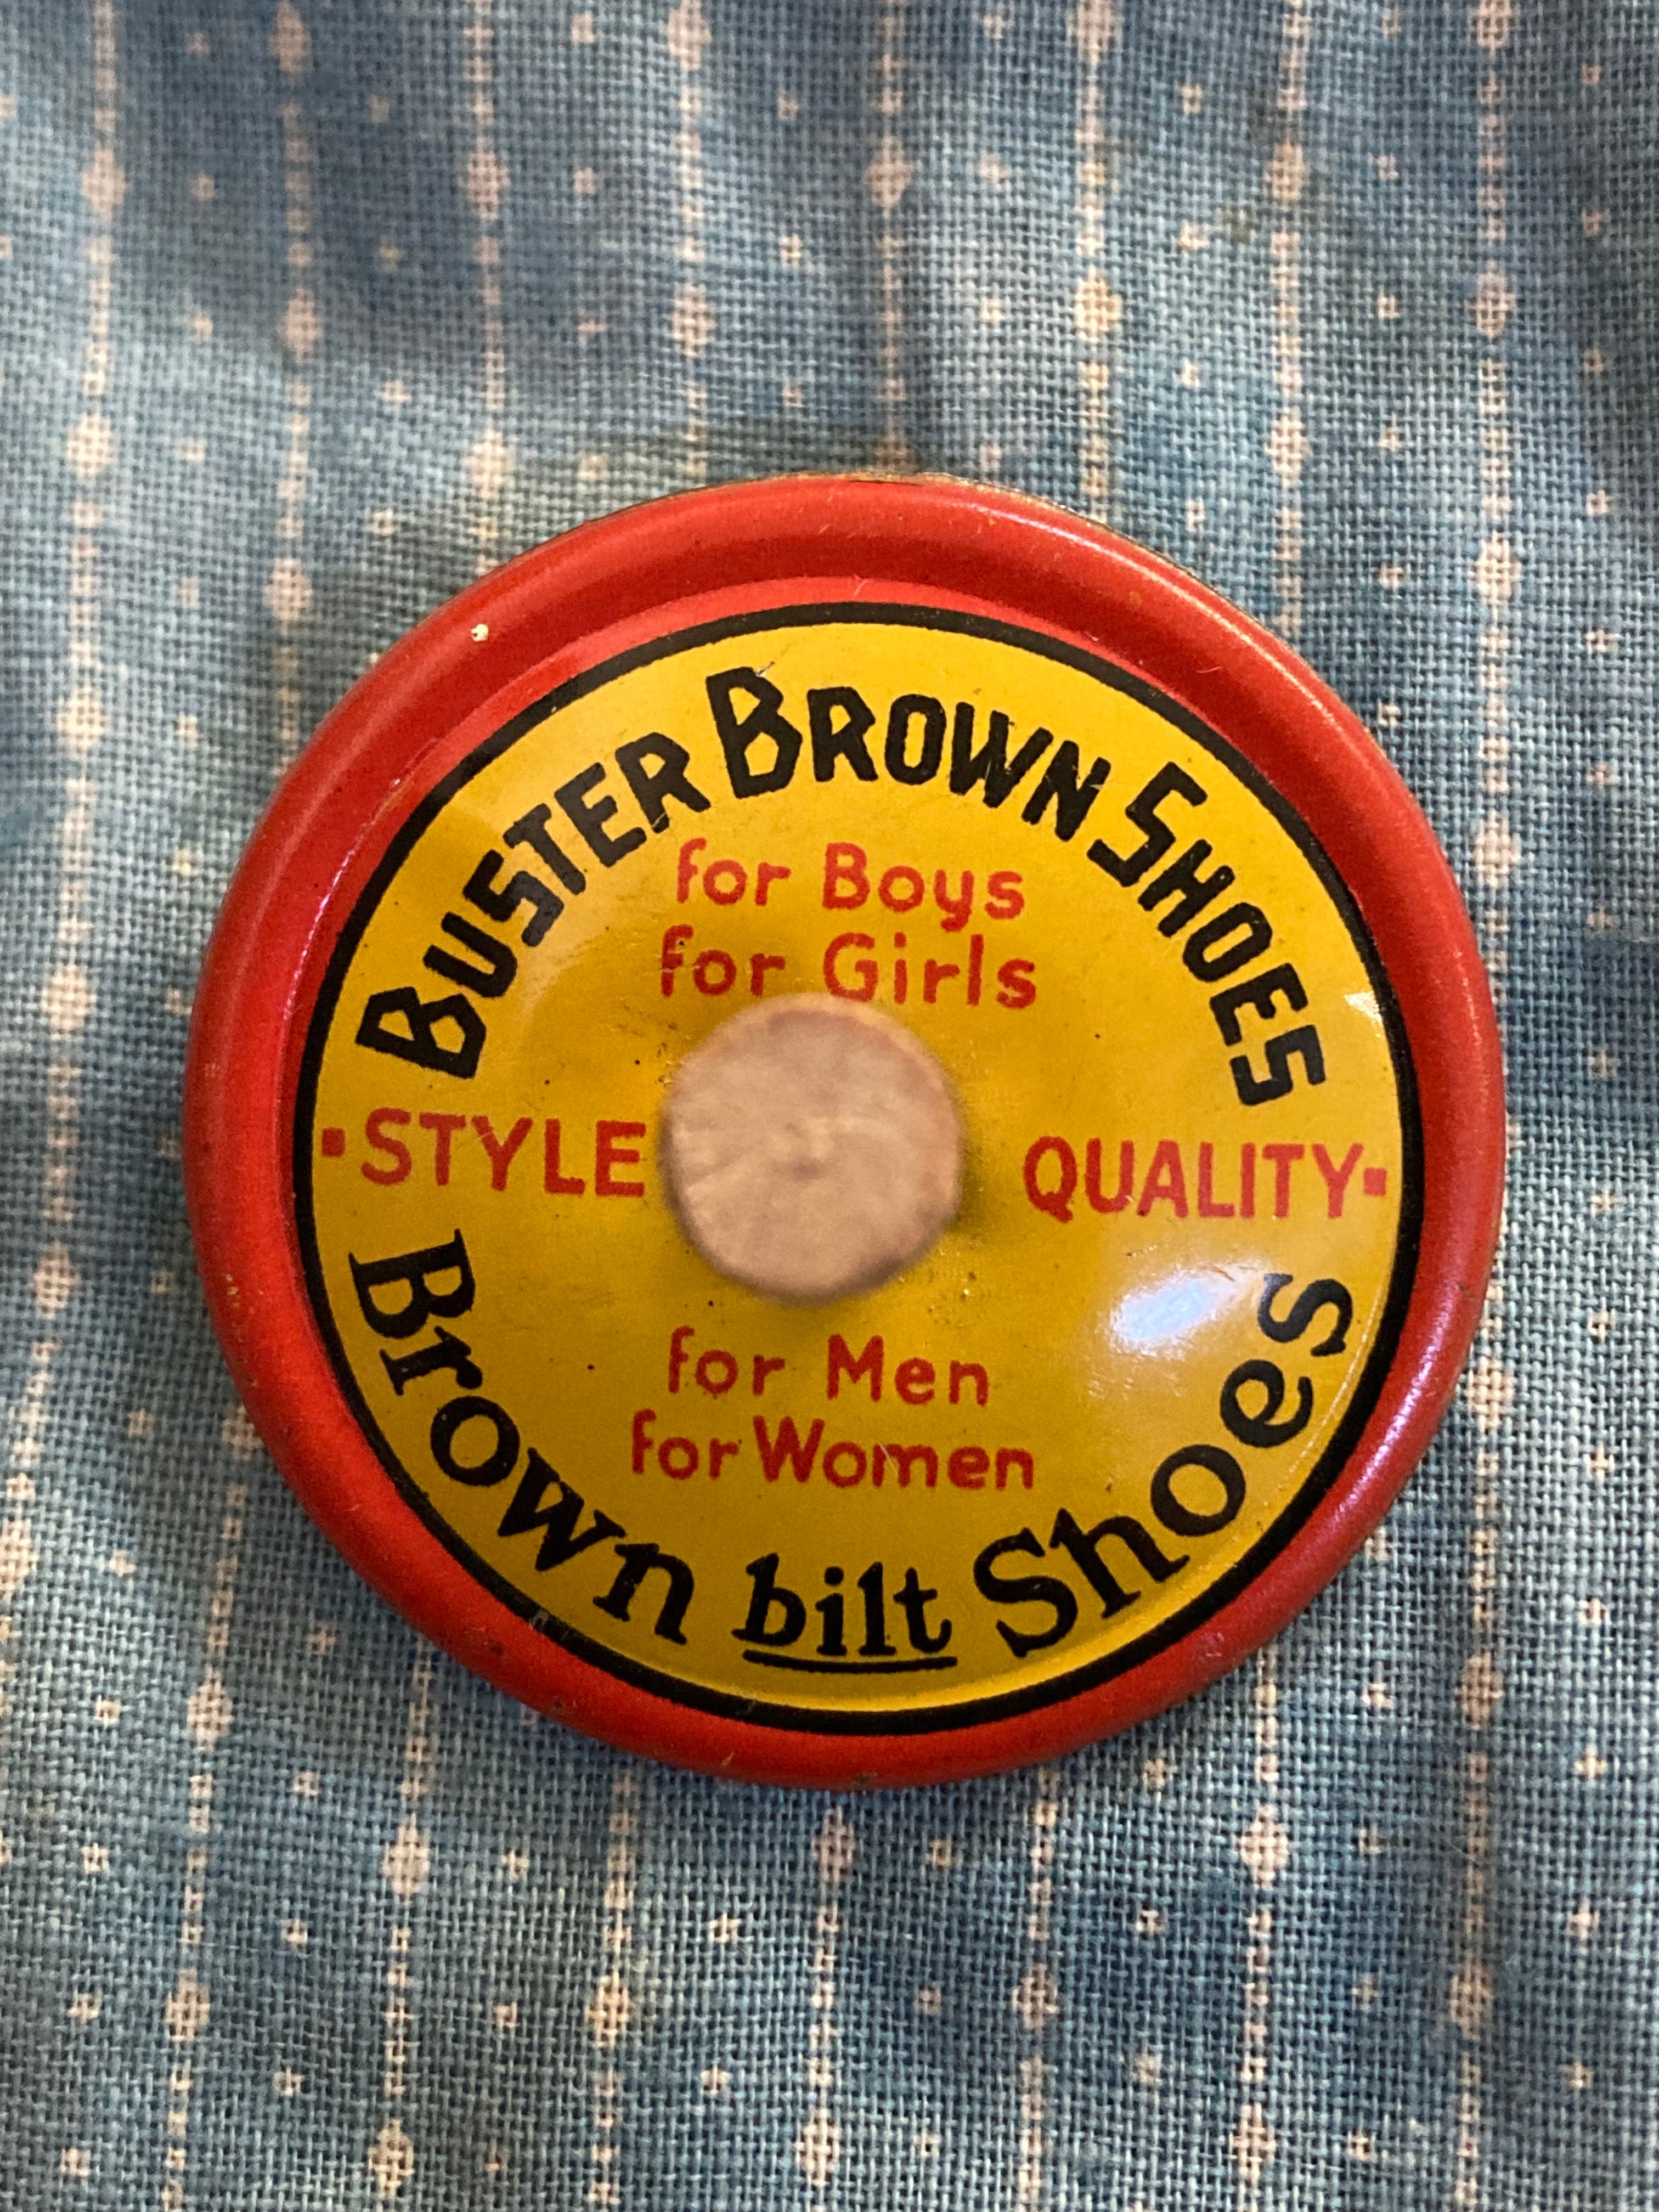 BUSTER BROWN SHOES
for Boys
for Girls
·STYLE QUALITY·
for Men
for Women
Brown bilt Shoes